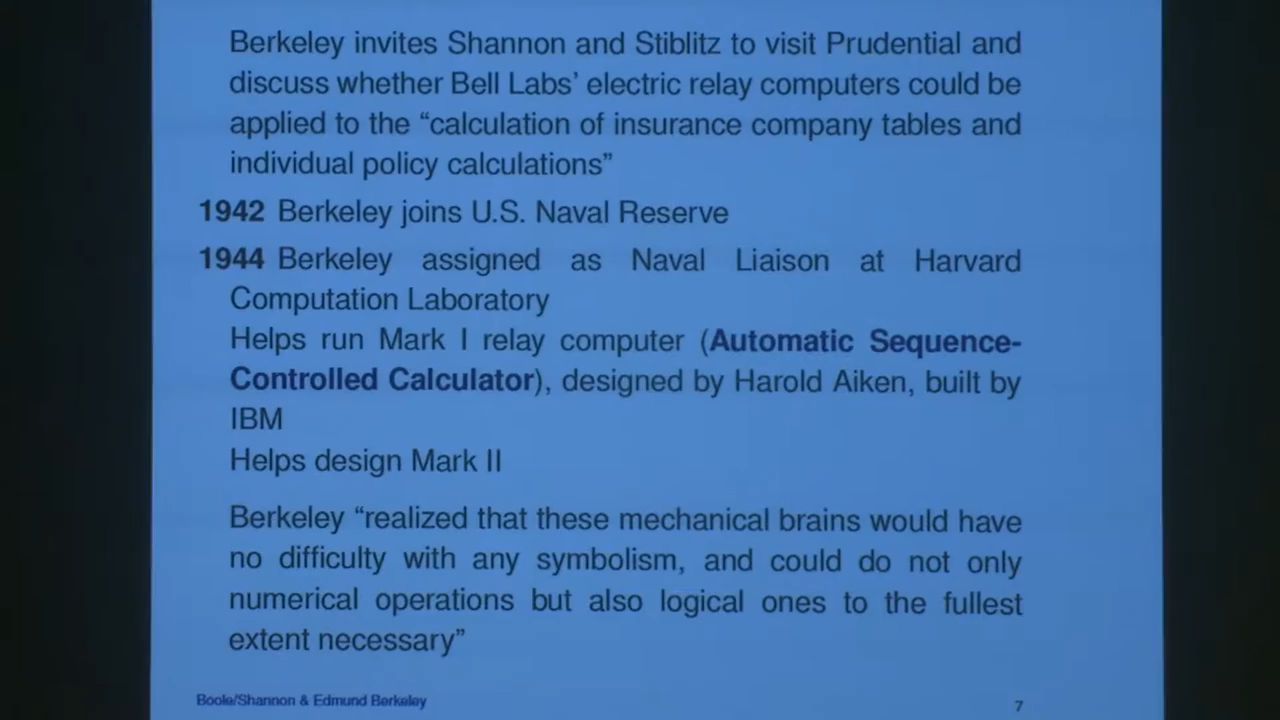 Berkeley invites Shannon and Stiblitz to visit Prudential and
discuss whether Bell Labs’ electric relay computers could be
applied to the “calculation of insurance company tables and
individual policy calculations”
1942 Berkeley joins U.S. Naval Reserve
1944 Berkeley assigned as Naval Liaison at Harvard
Computation Laboratory
Helps run Mark I relay computer (Automatic Sequence-
Controlled Calculator), designed by Harold Aiken, built by
IBM
Helps design Mark II
Berkeley “realized that these mechanical brains would have
no difficulty with any symbolism, and could do not only
numerical operations but also logical ones to the fullest
extent necessary”
Boole/Shannon & Edmund Berkeley
7